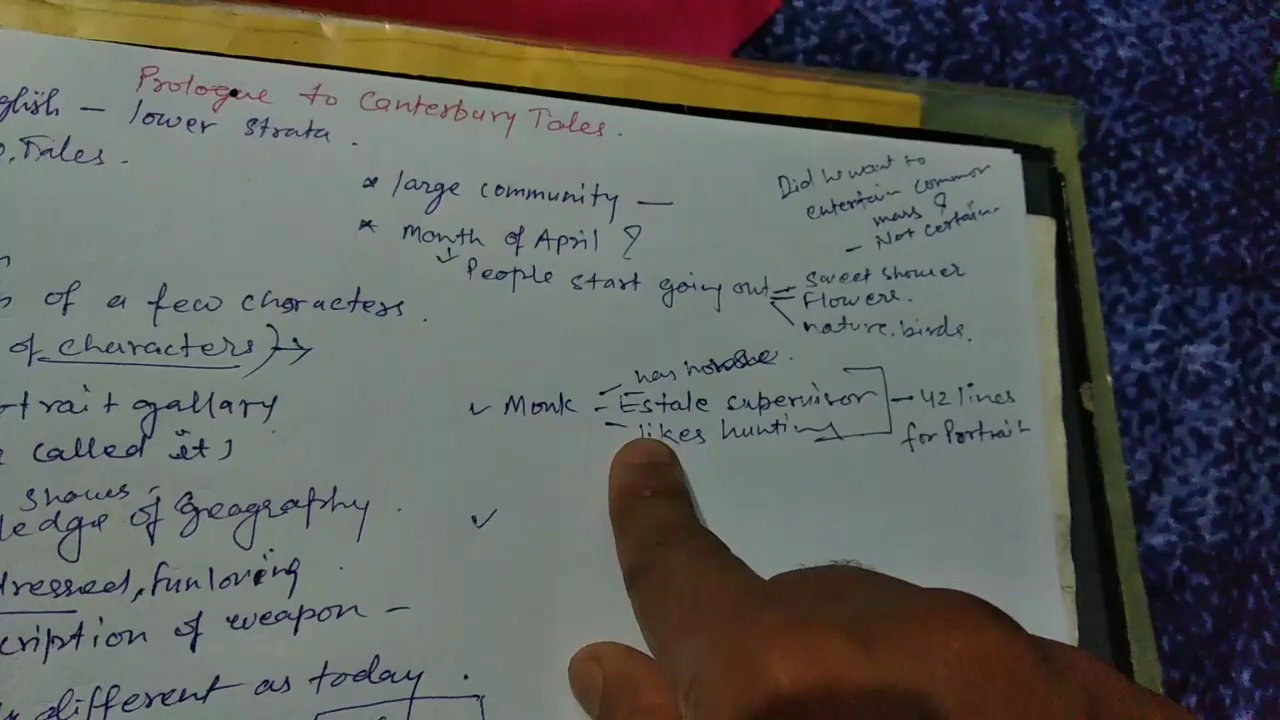 Prologue to Canterbury Tales.
glish – lower strata.
Tales.
* large community —
* Month of April ?
People start going out = sweet shower
Flowers.
nature. birds.
Did he want to
entertain common
mass ?
– Not certain.
of a few characters.
of characters) →
trait gallary
called it)
shows
ledge of Geography.
dressed, fun loving.
cription of weapon –
different as today.
✓ Monk = Estate supervisor – 42 lines
for Portrait
– likes hunting
✓